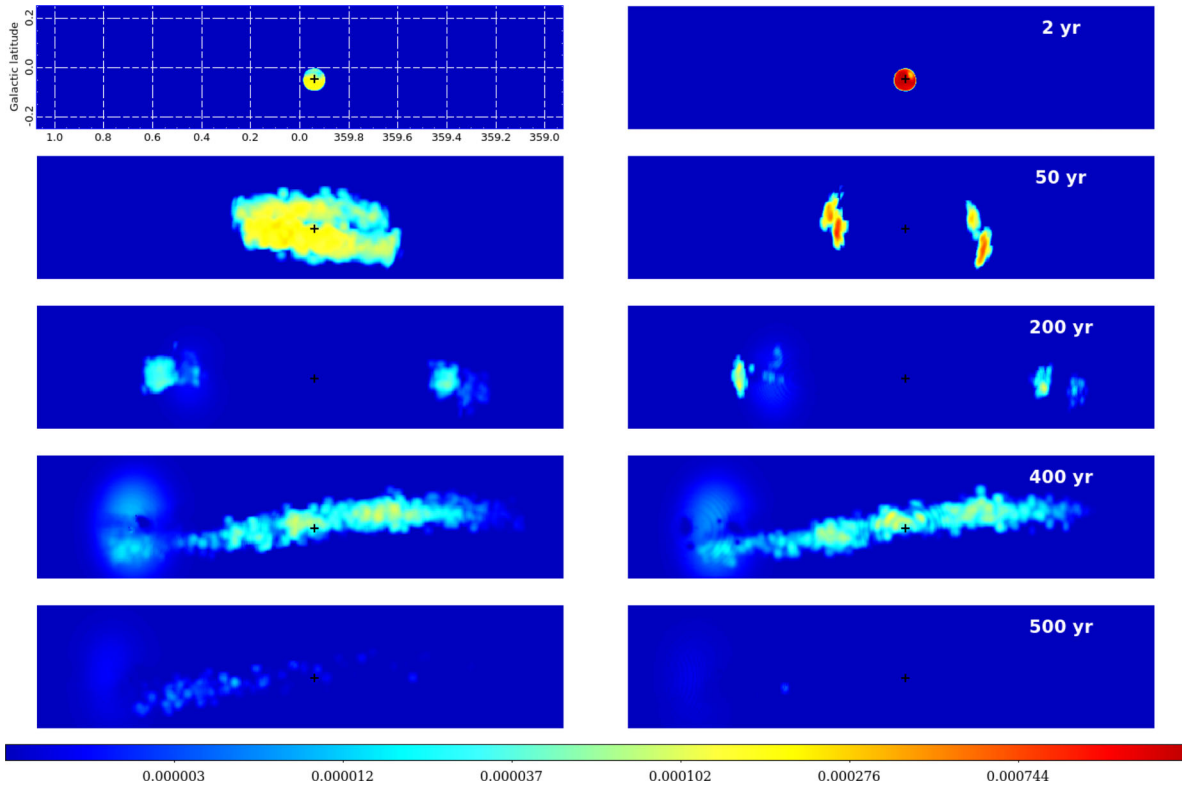 Galactic latitude
0.2
0.0
-0.2
1.0 0.8 0.6 0.4 0.2 0.0 359.8 359.6 359.4 359.2 359.0
2 yr
50 yr
200 yr
400 yr
500 yr
0.000003 0.000012 0.000037 0.000102 0.000276 0.000744